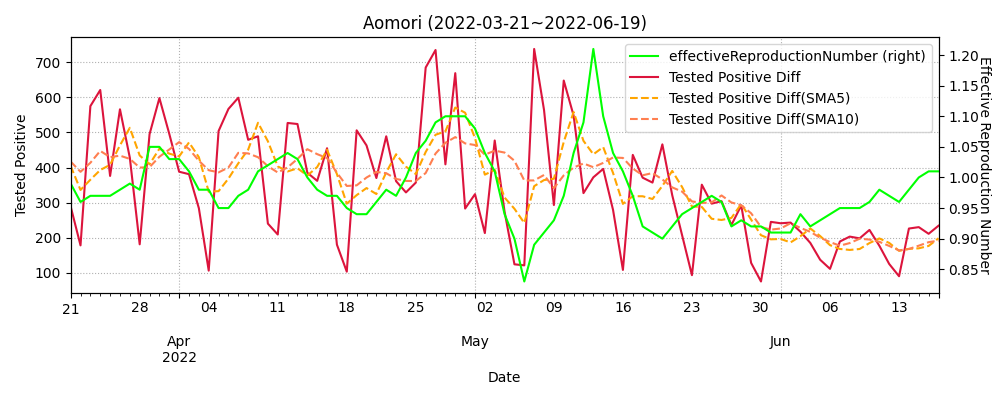 Aomori (2022-03-21~2022-06-19)
effectiveReproductionNumber (right)
Tested Positive Diff
Tested Positive Diff(SMA5)
Tested Positive Diff(SMA10)
Tested Positive
700
600
500
400
300
200
100
1.20
1.15
1.10
1.05
1.00
0.95
0.90
0.85
Effective Reproduction Number
21 28 04 11 18 25 02 09 16 23 30 06 13
Apr May Jun
2022
Date